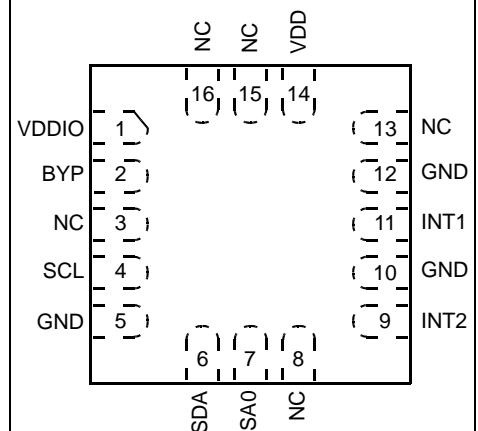 NC NC VDD
16 15 14
VDDIO 1 13 NC
BYP 2 12 GND
NC 3 11 INT1
SCL 4 10 GND
GND 5 9 INT2
6 7 8
SDA SA0 NC